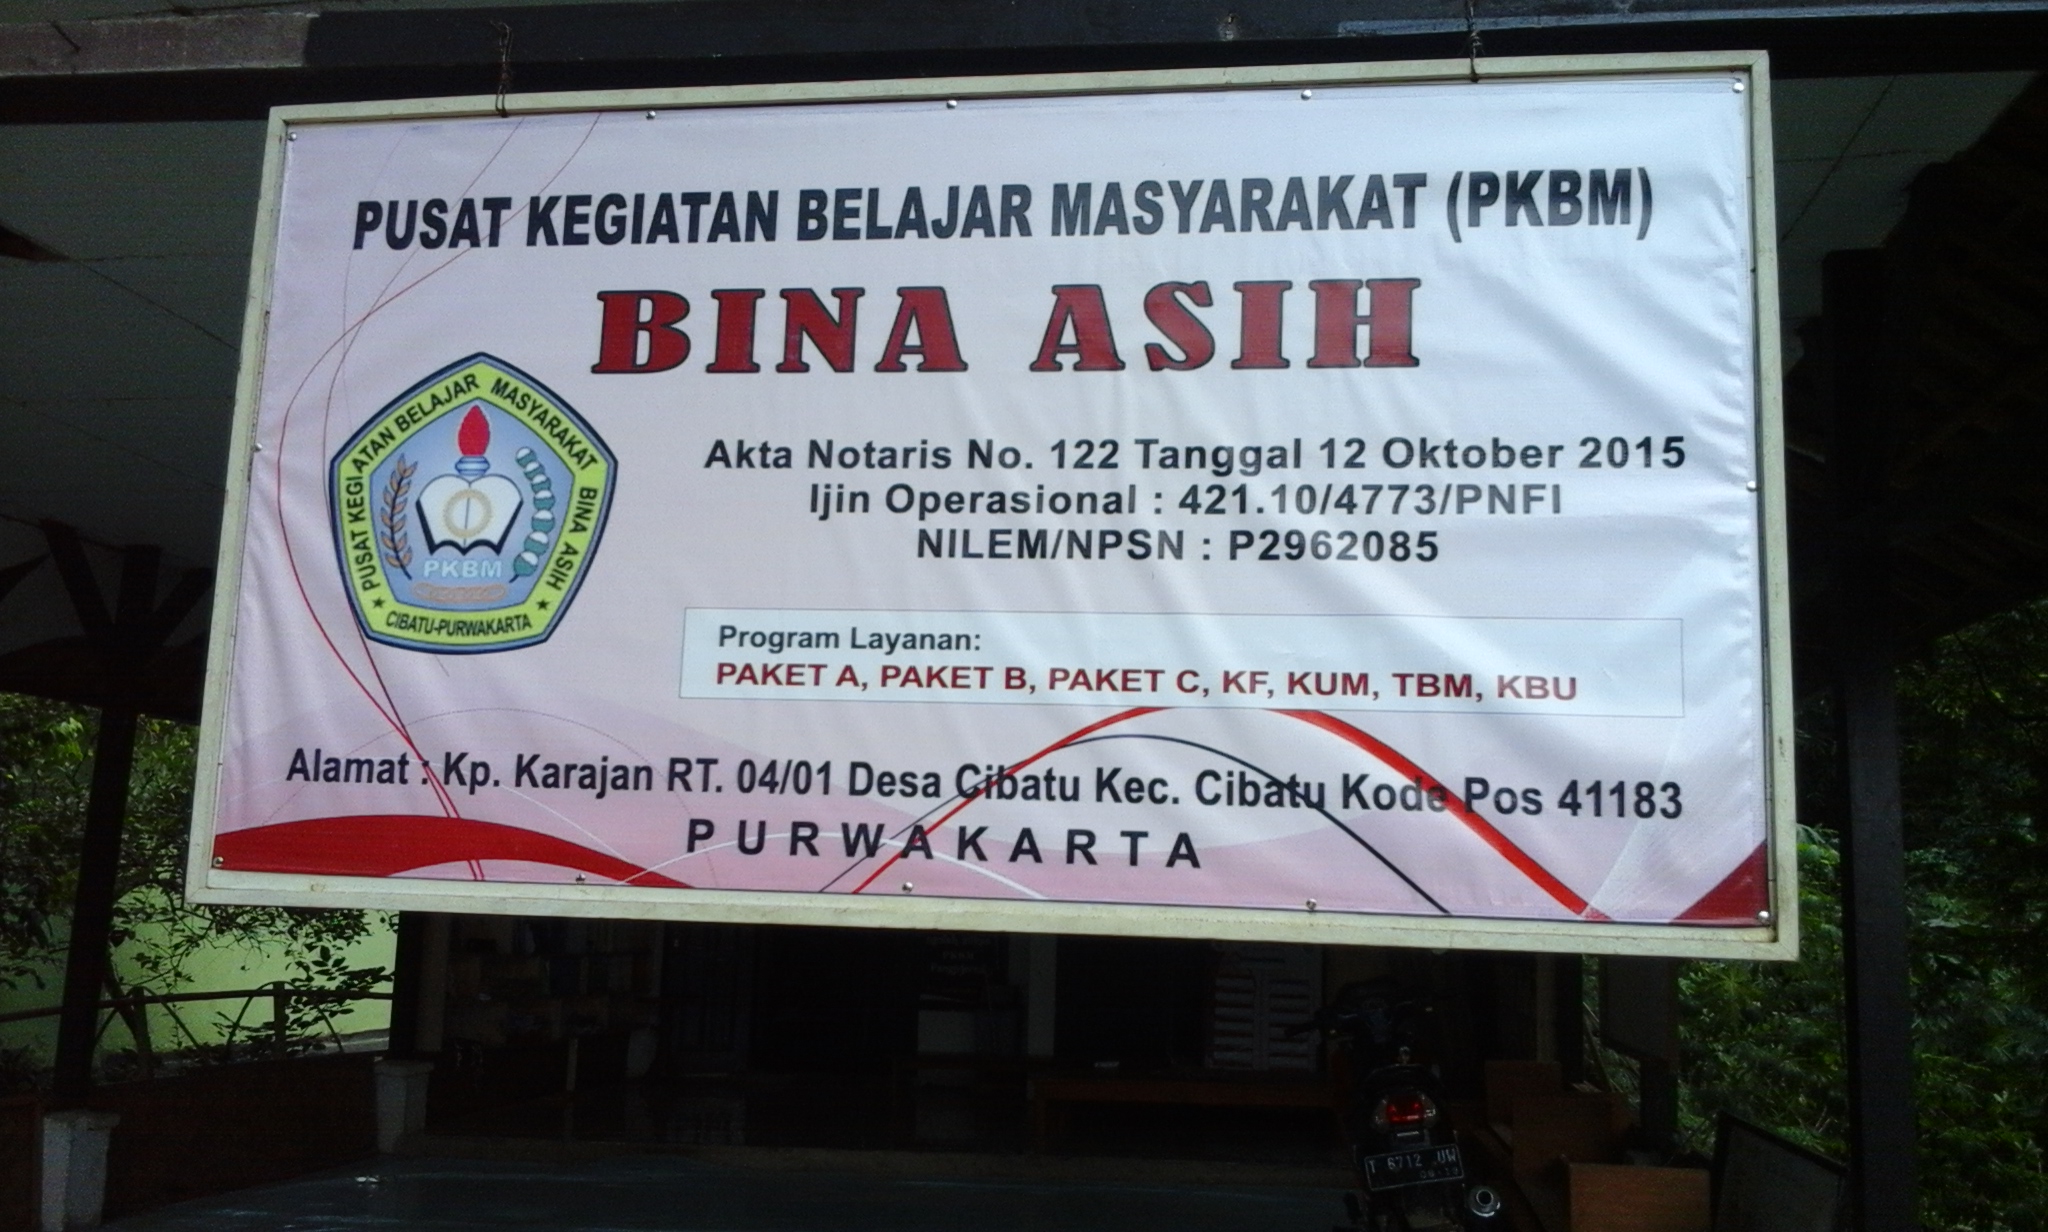 PUSAT KEGIATAN BELAJAR MASYARAKAT (PKBM)
BINA ASIH
PUSAT KEGIATAN BELAJAR MASYARAKAT BINA ASIH
PKBM
★ CIBATU-PURWAKARTA ★
Akta Notaris No. 122 Tanggal 12 Oktober 2015
Ijin Operasional : 421.10/4773/PNFI
NILEM/NPSN : P2962085
Program Layanan:
PAKET A, PAKET B, PAKET C, KF, KUM, TBM, KBU
Alamat : Kp. Karajan RT. 04/01 Desa Cibatu Kec. Cibatu Kode Pos 41183
PURWAKARTA
T 6712 UW